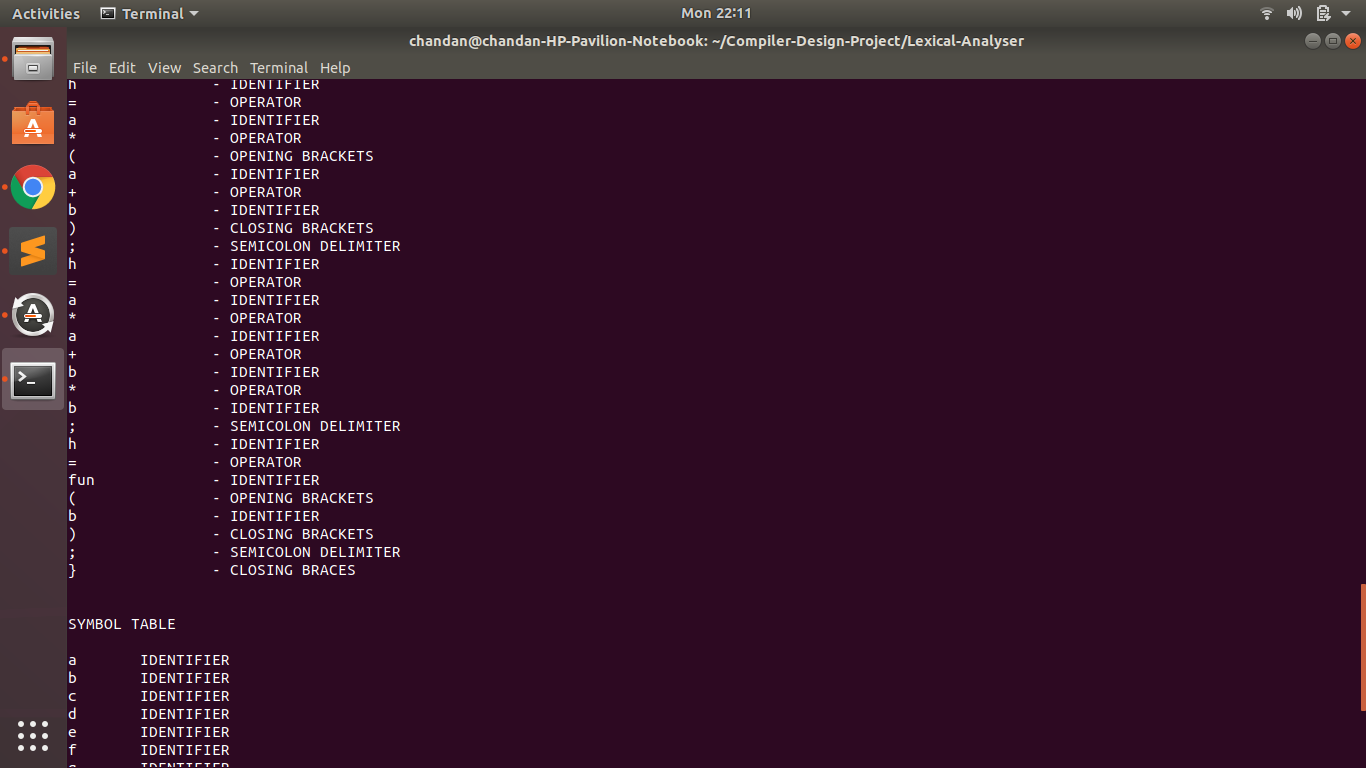 Activities Terminal Mon 22:11
chandan@chandan-HP-Pavilion-Notebook: ~/Compiler-Design-Project/Lexical-Analyser
File Edit View Search Terminal Help
h - IDENTIFIER
= - OPERATOR
a - IDENTIFIER
* - OPERATOR
( - OPENING BRACKETS
a - IDENTIFIER
+ - OPERATOR
b - IDENTIFIER
) - CLOSING BRACKETS
; - SEMICOLON DELIMITER
h - IDENTIFIER
= - OPERATOR
a - IDENTIFIER
* - OPERATOR
a - IDENTIFIER
+ - OPERATOR
b - IDENTIFIER
* - OPERATOR
b - IDENTIFIER
; - SEMICOLON DELIMITER
h - IDENTIFIER
= - OPERATOR
fun - IDENTIFIER
( - OPENING BRACKETS
b - IDENTIFIER
) - CLOSING BRACKETS
; - SEMICOLON DELIMITER
} - CLOSING BRACES
SYMBOL TABLE
a IDENTIFIER
b IDENTIFIER
c IDENTIFIER
d IDENTIFIER
e IDENTIFIER
f IDENTIFIER
IDENTIFIER